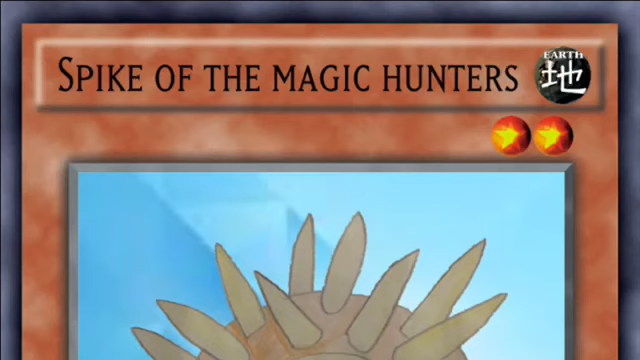 SPIKE OF THE MAGIC HUNTERS
EARTH
地